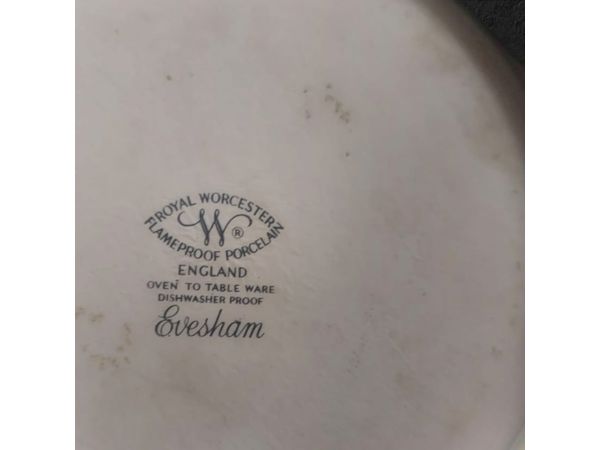 ROYAL WORCESTER
W ®
FLAMEPROOF PORCELAIN
ENGLAND
OVEN TO TABLE WARE
DISHWASHER PROOF
Evesham